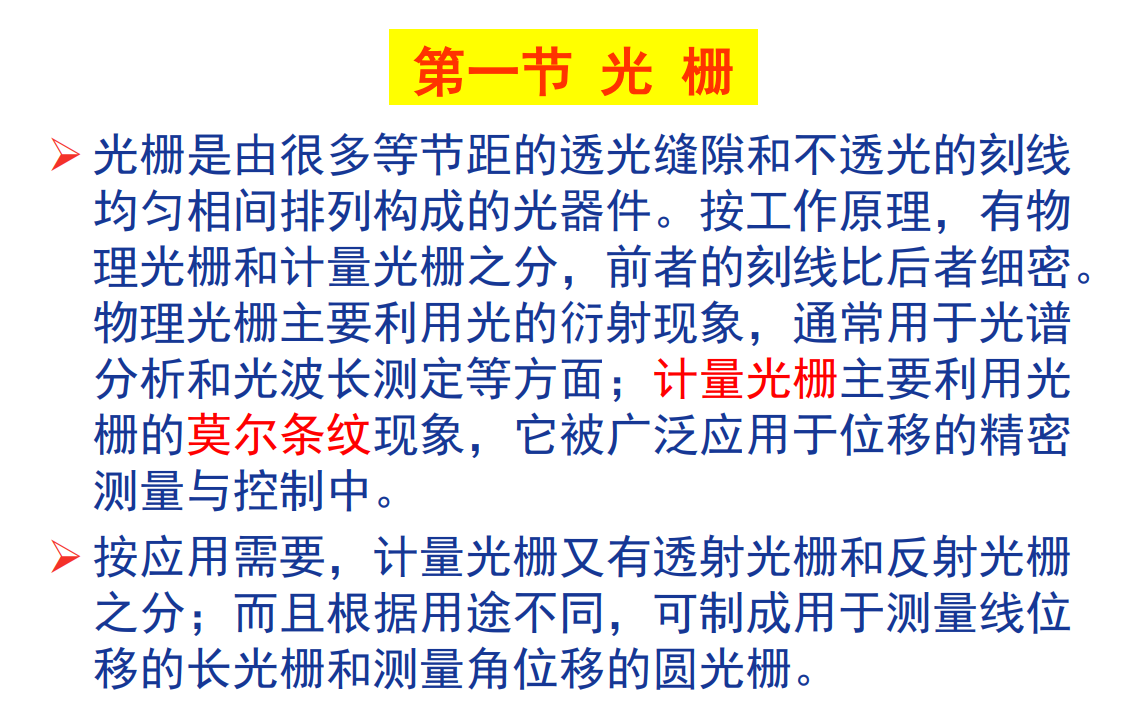 第一节 光 栅
光栅是由很多等节距的透光缝隙和不透光的刻线
均匀相间排列构成的光器件。按工作原理，有物
理光栅和计量光栅之分，前者的刻线比后者细密。
物理光栅主要利用光的衍射现象，通常用于光谱
分析和光波长测定等方面；计量光栅主要利用光
栅的莫尔条纹现象，它被广泛应用于位移的精密
测量与控制中。
按应用需要，计量光栅又有透射光栅和反射光栅
之分；而且根据用途不同，可制成用于测量线位
移的长光栅和测量角位移的圆光栅。